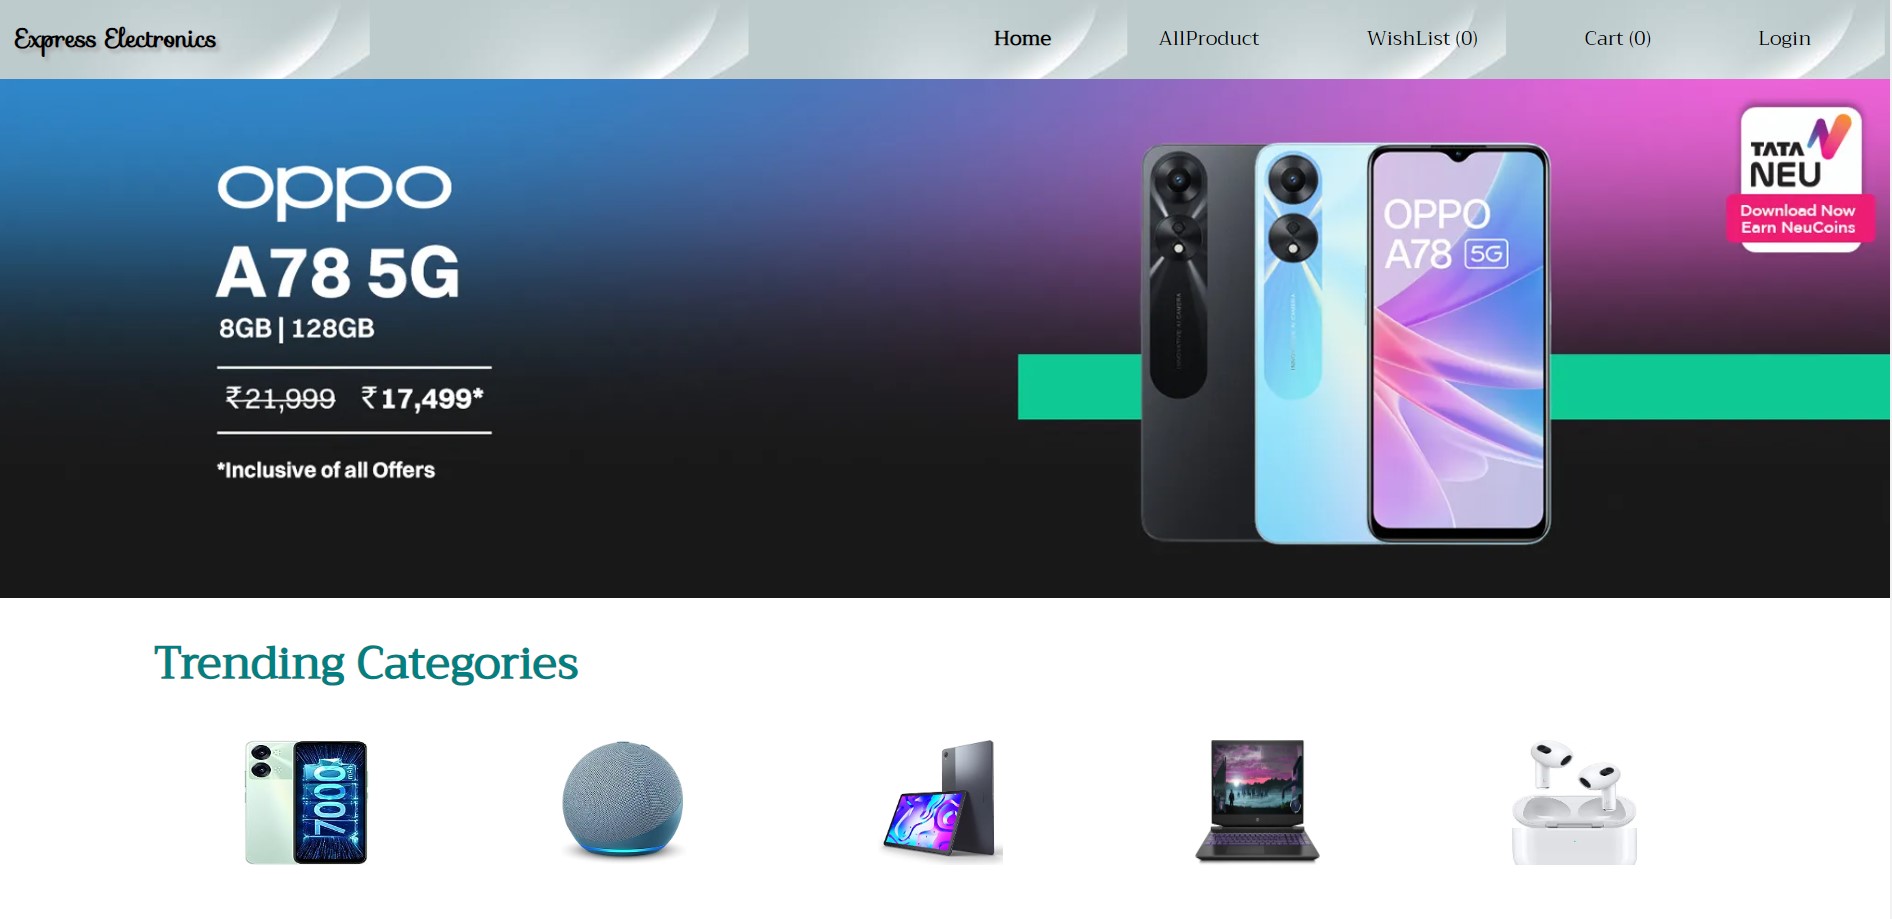 Express Electronics
Home
AllProduct
WishList (0)
Cart (0)
Login
oppo
A78 5G
8GB | 128GB
₹21,999 ₹17,499*
*Inclusive of all Offers
OPPO
A78 5G
TATA
NEU
Download Now
Earn NeuCoins
Trending Categories
7000